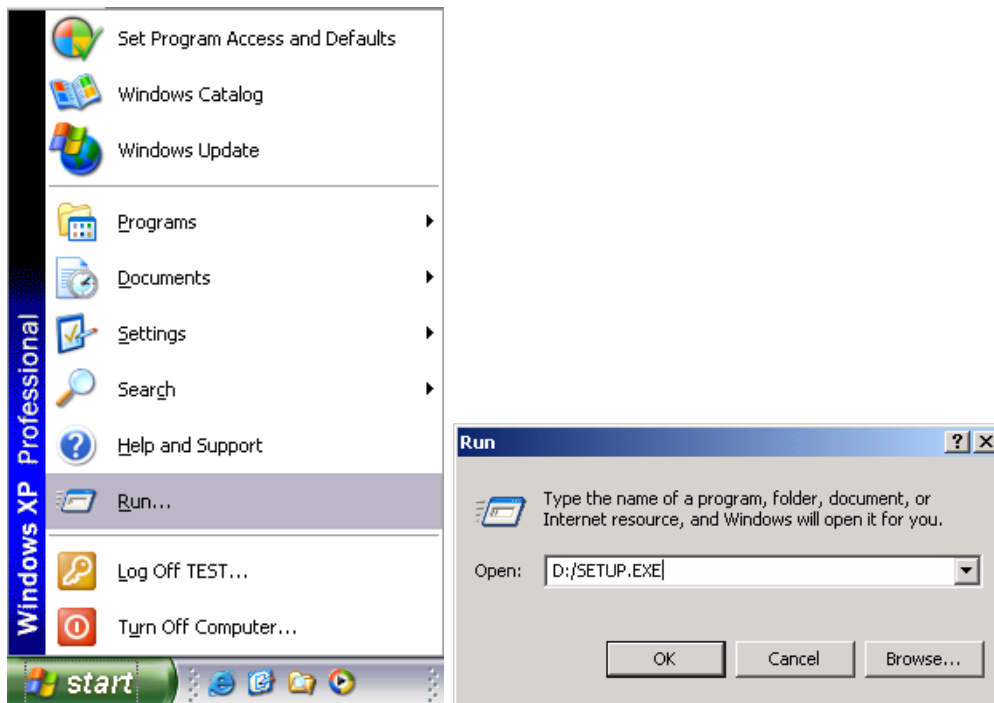 Set Program Access and Defaults
Windows Catalog
Windows Update
Programs
Documents
Settings
Search
Help and Support
Run...
Log Off TEST...
Turn Off Computer...
Windows XP Professional
start
Run
Type the name of a program, folder, document, or
Internet resource, and Windows will open it for you.
Open: D:/SETUP.EXE
OK Cancel Browse...